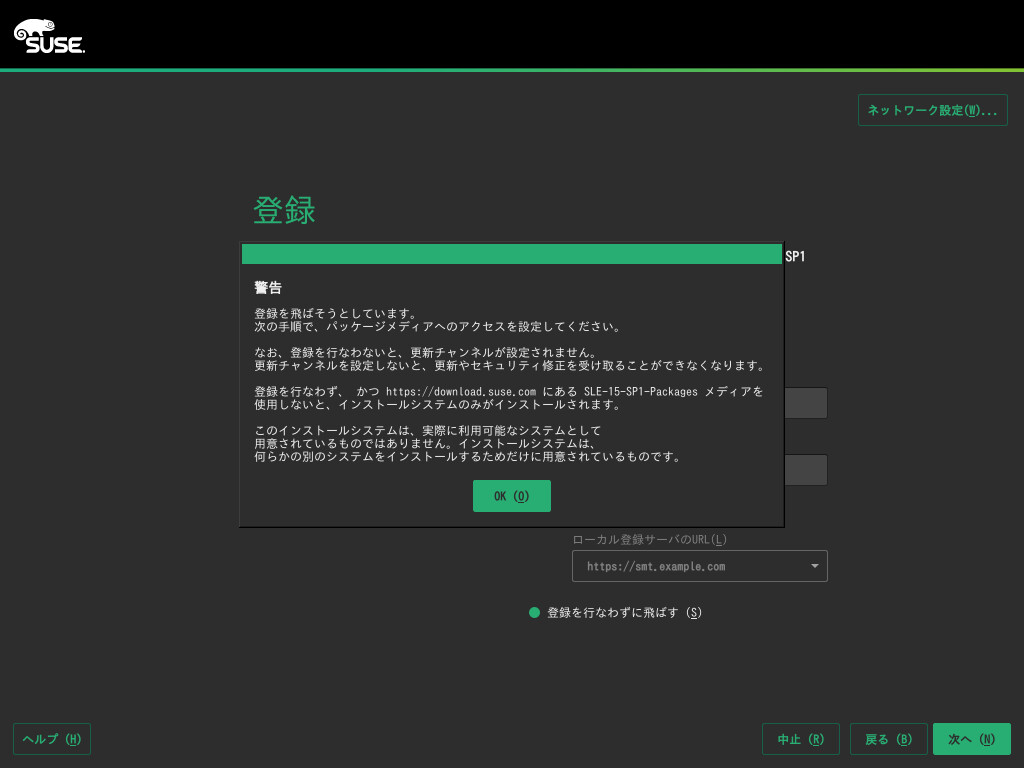 SUSE
ネットワーク設定(W)...
登録
SP1
警告
登録を飛ばそうとしています。
次の手順で、パッケージメディアへのアクセスを設定してください。
なお、登録を行なわないと、更新チャンネルが設定されません。
更新チャンネルを設定しないと、更新やセキュリティ修正を受け取ることができなくなります。
登録を行なわず、 かつ https://download.suse.com にある SLE-15-SP1-Packages メディアを
使用しないと、インストールシステムのみがインストールされます。
このインストールシステムは、実際に利用可能なシステムとして
用意されているものではありません。インストールシステムは、
何らかの別のシステムをインストールするためだけに用意されているものです。
OK (O)
ローカル登録サーバのURL(L)
https://smt.example.com
登録を行なわずに飛ばす (S)
ヘルプ (H)
中止 (R)
戻る (B)
次へ (N)